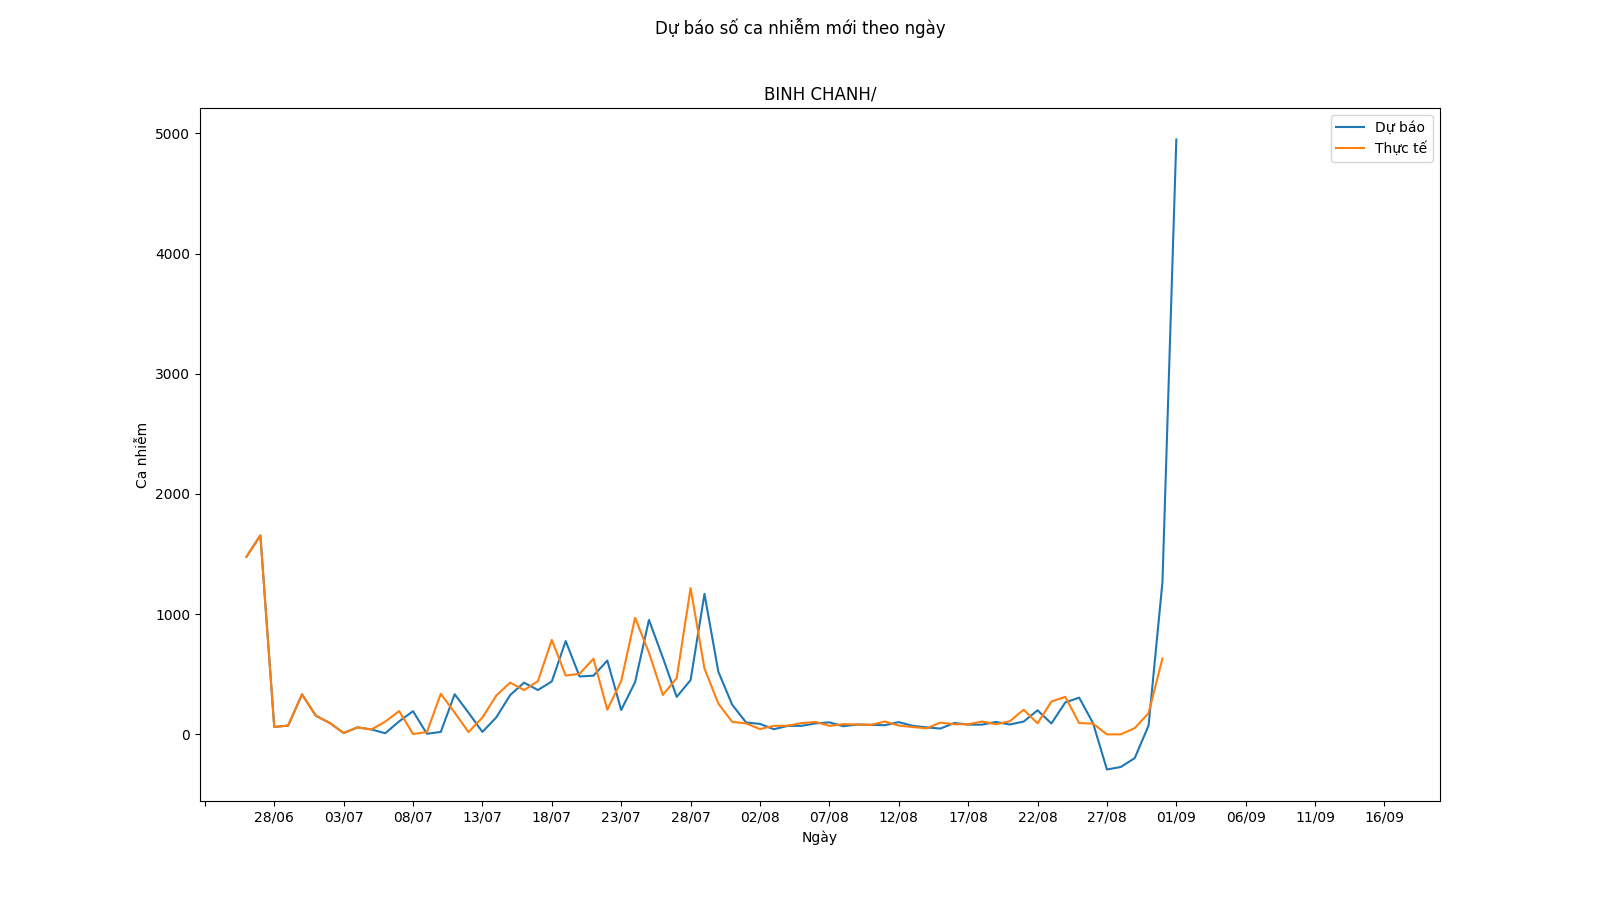 Dự báo số ca nhiễm mới theo ngày
BINH CHANH/
Dự báo
Thực tế
5000
4000
3000
2000
1000
0
Ca nhiễm
28/06 03/07 08/07 13/07 18/07 23/07 28/07 02/08 07/08 12/08 17/08 22/08 27/08 01/09 06/09 11/09 16/09
Ngày